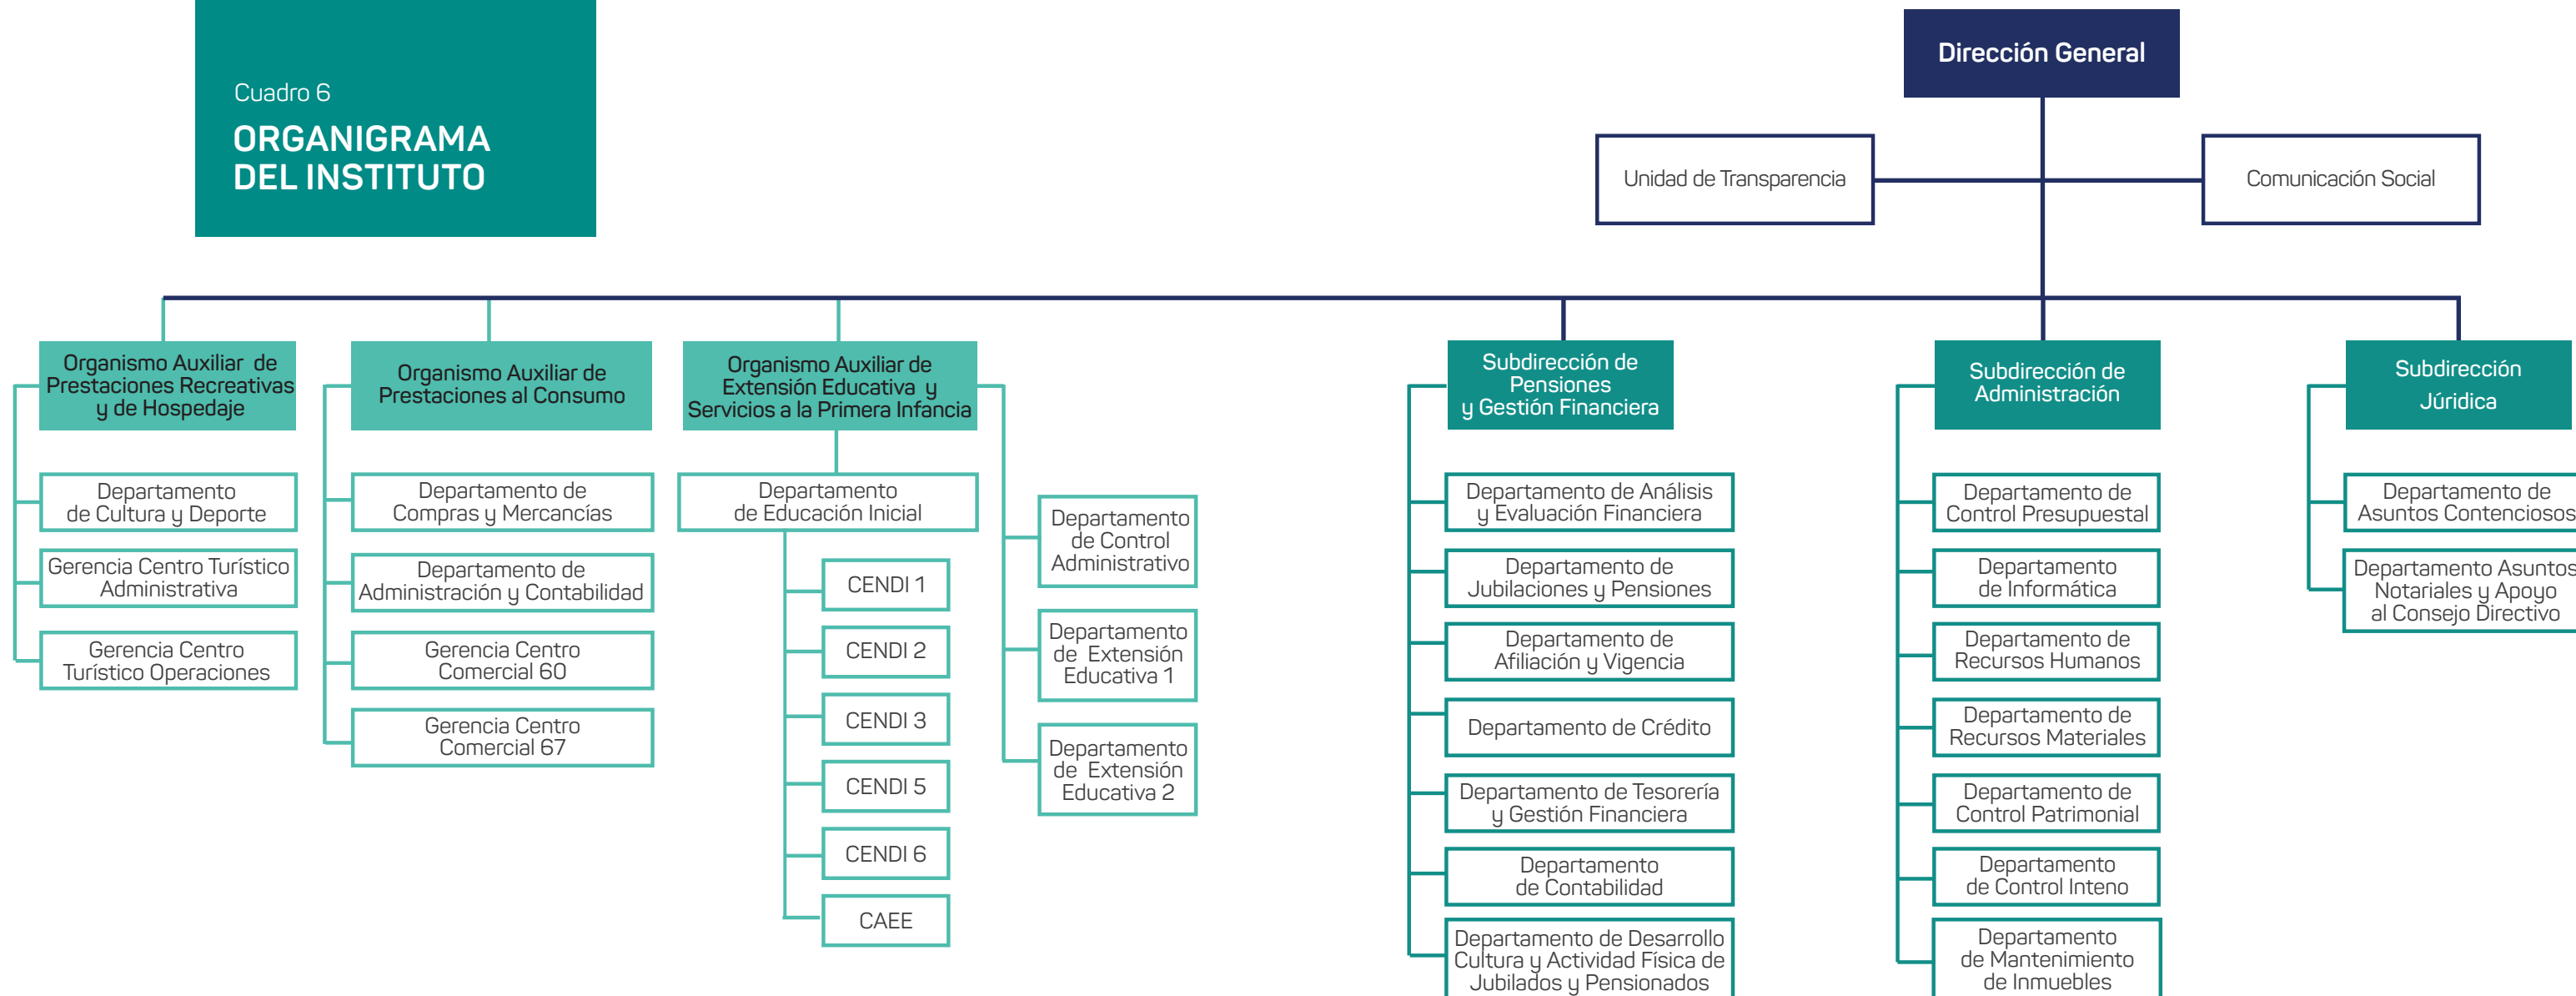 Cuadro 6
ORGANIGRAMA
DEL INSTITUTO
Dirección General
Unidad de Transparencia
Comunicación Social
Organismo Auxiliar de
Prestaciones Recreativas
y de Hospedaje
Departamento
de Cultura y Deporte
Gerencia Centro Turístico
Administrativa
Gerencia Centro
Turístico Operaciones
Organismo Auxiliar de
Prestaciones al Consumo
Departamento de
Compras y Mercancías
Departamento de
Administración y Contabilidad
Gerencia Centro
Comercial 60
Gerencia Centro
Comercial 67
Organismo Auxiliar de
Extensión Educativa y
Servicios a la Primera Infancia
Departamento
de Educación Inicial
CENDI 1
CENDI 2
CENDI 3
CENDI 5
CENDI 6
CAEE
Departamento
de Control
Administrativo
Departamento
de Extensión
Educativa 1
Departamento
de Extensión
Educativa 2
Subdirección de
Pensiones
y Gestión Financiera
Departamento de Análisis
y Evaluación Financiera
Departamento de
Jubilaciones y Pensiones
Departamento de
Afiliación y Vigencia
Departamento de Crédito
Departamento de Tesorería
y Gestión Financiera
Departamento
de Contabilidad
Departamento de Desarrollo
Cultura y Actividad Física de
Jubilados y Pensionados
Subdirección de
Administración
Departamento de
Control Presupuestal
Departamento
de Informática
Departamento de
Recursos Humanos
Departamento de
Recursos Materiales
Departamento de
Control Patrimonial
Departamento
de Control Inteno
Departamento
de Mantenimiento
de Inmuebles
Subdirección
Júridica
Departamento de
Asuntos Contenciosos
Departamento Asuntos
Notariales y Apoyo
al Consejo Directivo